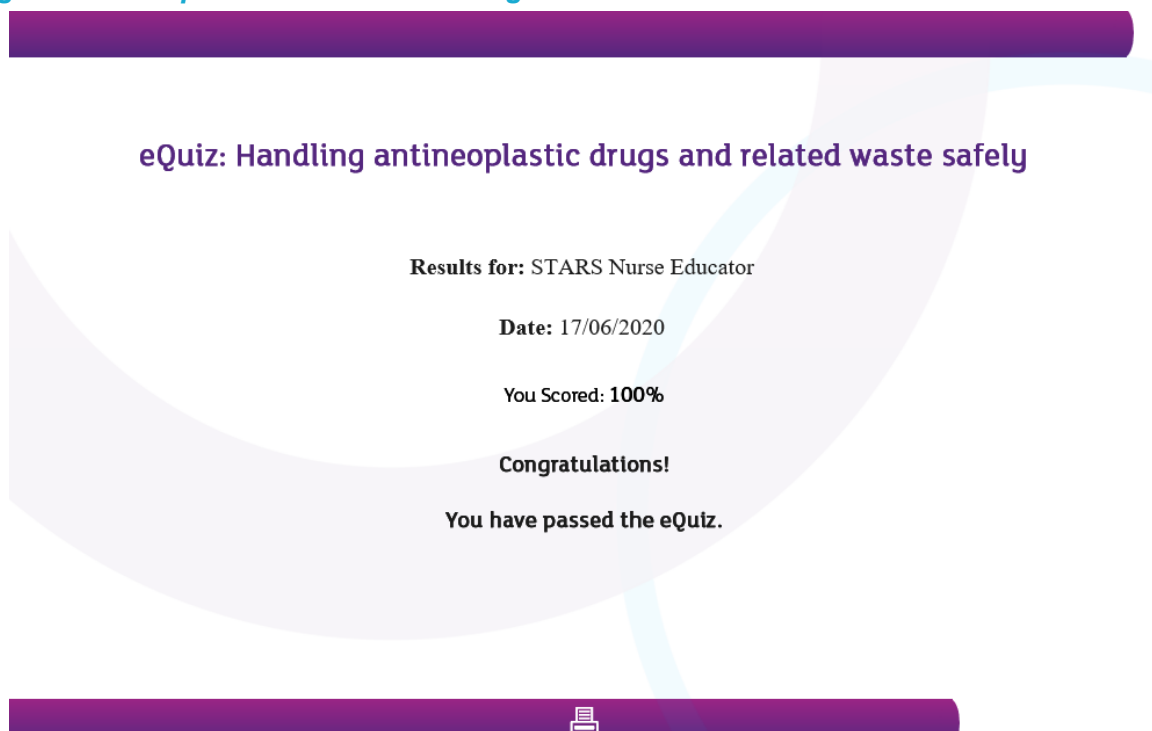 eQuiz: Handling antineoplastic drugs and related waste safely
Results for: STARS Nurse Educator
Date: 17/06/2020
You Scored: 100%
Congratulations!
You have passed the eQuiz.